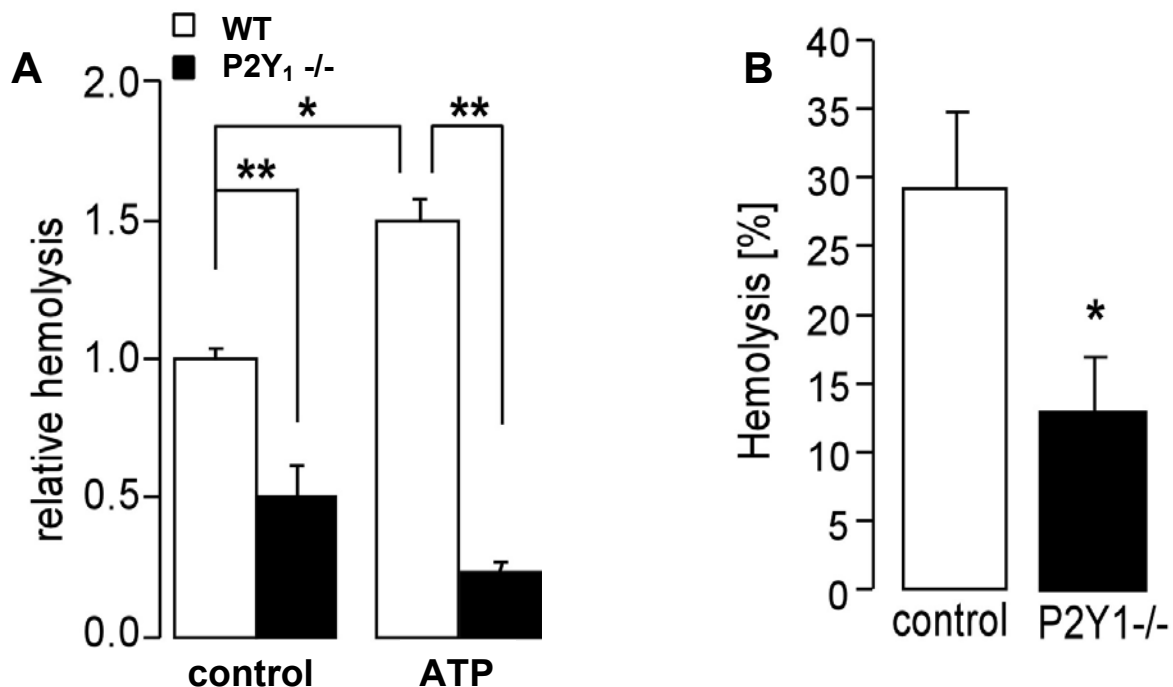 WT
P2Y₁ -/-
A
relative hemolysis
2.0
1.5
1.0
0.5
0.0
*
**
**
control
ATP
B
Hemolysis [%]
40
35
30
25
20
15
10
5
0
*
control
P2Y1-/-